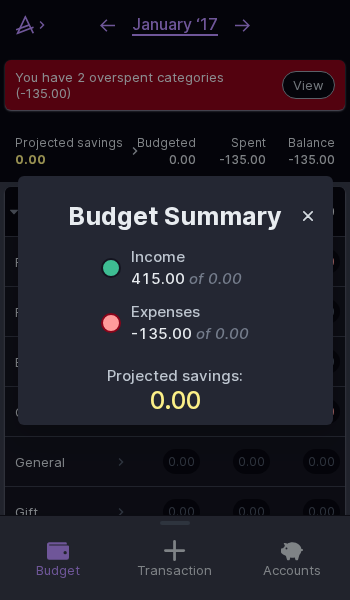 January ‘17
You have 2 overspent categories
(-135.00)
View
Projected savings Budgeted Spent Balance
0.00 0.00 -135.00 -135.00
Budget Summary
Income
415.00 of 0.00
Expenses
-135.00 of 0.00
Projected savings:
0.00
General 0.00 0.00 0.00
Gift 0.00 0.00 0.00
Budget Transaction Accounts